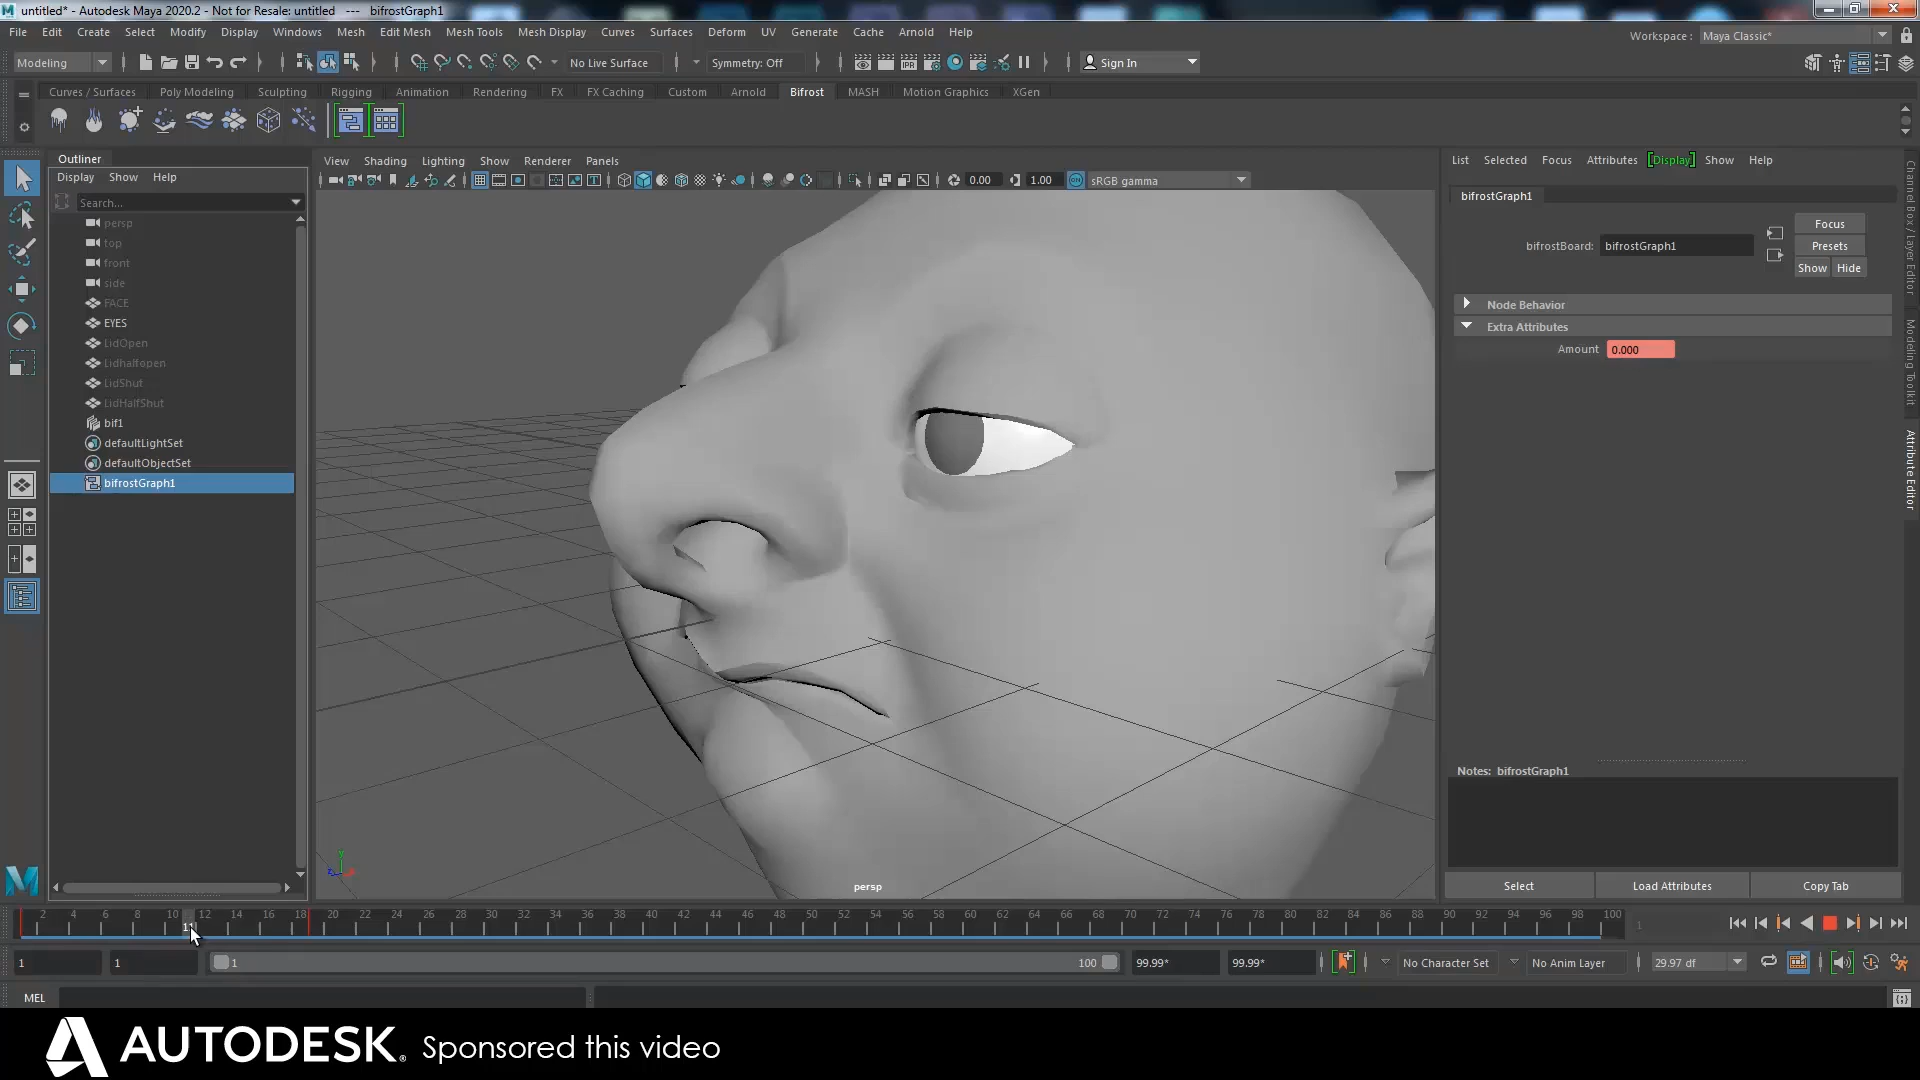 untitled* - Autodesk Maya 2020.2 - Not for Resale: untitled --- bifrostGraph1
File Edit Create Select Modify Display Windows Mesh Edit Mesh Mesh Tools Mesh Display Curves Surfaces Deform UV Generate Cache Arnold Help
Workspace : Maya Classic*
Modeling No Live Surface Symmetry: Off Sign In
Curves / Surfaces Poly Modeling Sculpting Rigging Animation Rendering FX FX Caching Custom Arnold Bifrost MASH Motion Graphics XGen
Outliner
Display Show Help
Search...
persp
top
front
side
FACE
EYES
LidOpen
Lidhalfopen
LidShut
LidHalfShut
bif1
defaultLightSet
defaultObjectSet
bifrostGraph1
View Shading Lighting Show Renderer Panels
0.00 1.00 ON sRGB gamma
persp
List Selected Focus Attributes Display Show Help
bifrostGraph1
bifrostBoard: bifrostGraph1
Focus
Presets
Show Hide
Node Behavior
Extra Attributes
Amount 0.000
Notes: bifrostGraph1
Select Load Attributes Copy Tab
Channel Box / Layer Editor
Modeling Toolkit
Attribute Editor
2 4 6 8 10 12 14 16 18 20 22 24 26 28 30 32 34 36 38 40 42 44 46 48 50 52 54 56 58 60 62 64 66 68 70 72 74 76 78 80 82 84 86 88 90 92 94 96 98 100
1
1 1 1 100 99.99* 99.99* No Character Set No Anim Layer 29.97 df
MEL
AUTODESK. Sponsored this video